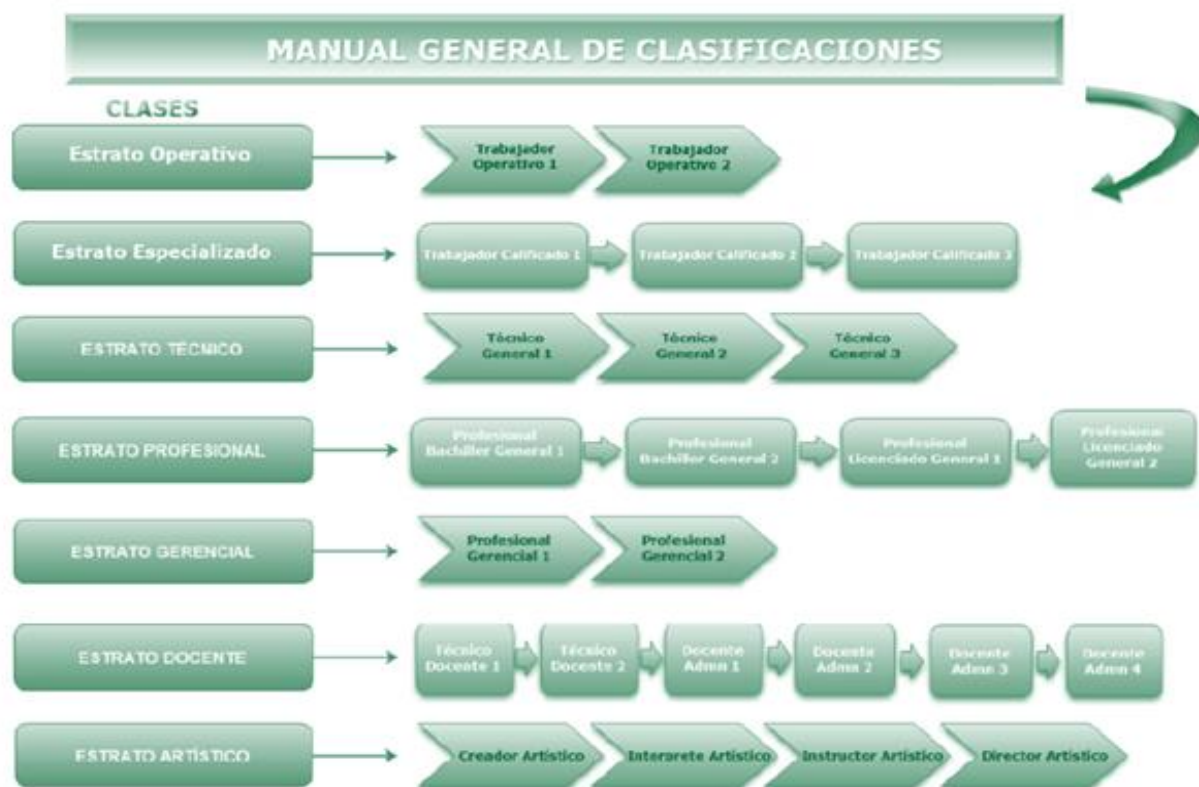 MANUAL GENERAL DE CLASIFICACIONES
CLASES
Estrato Operativo
Trabajador
Operativo 1
Trabajador
Operativo 2
Estrato Especializado
Trabajador Calificado 1
Trabajador Calificado 2
Trabajador Calificado 3
ESTRATO TÉCNICO
Técnico
General 1
Técnico
General 2
Técnico
General 3
ESTRATO PROFESIONAL
Profesional
Bachiller General 1
Profesional
Bachiller General 2
Profesional
Licenciado General 1
Profesional
Licenciado
General 2
ESTRATO GERENCIAL
Profesional
Gerencial 1
Profesional
Gerencial 2
ESTRATO DOCENTE
Técnico
Docente 1
Técnico
Docente 2
Docente
Admn 1
Docente
Admn 2
Docente
Admn 3
Docente
Admn 4
ESTRATO ARTÍSTICO
Creador Artístico
Interprete Artístico
Instructor Artístico
Director Artístico